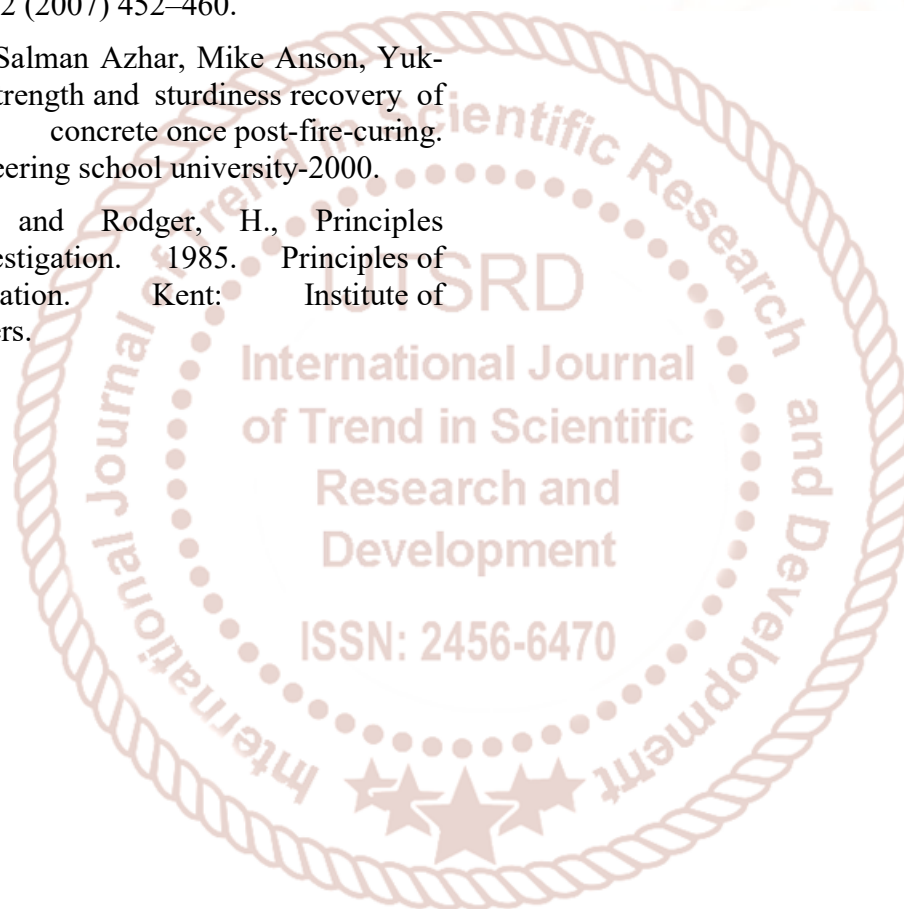 2 (2007) 452–460.
Salman Azhar, Mike Anson, Yuk-
trength and sturdiness recovery of
concrete once post-fire-curing.
eering school university-2000.
and Rodger, H., Principles
estigation. 1985. Principles of
ation. Kent: Institute of
ers.
International Journal of Trend in Scientific Research and Development
IJTSRD
International Journal
of Trend in Scientific
Research and
Development
ISSN: 2456-6470